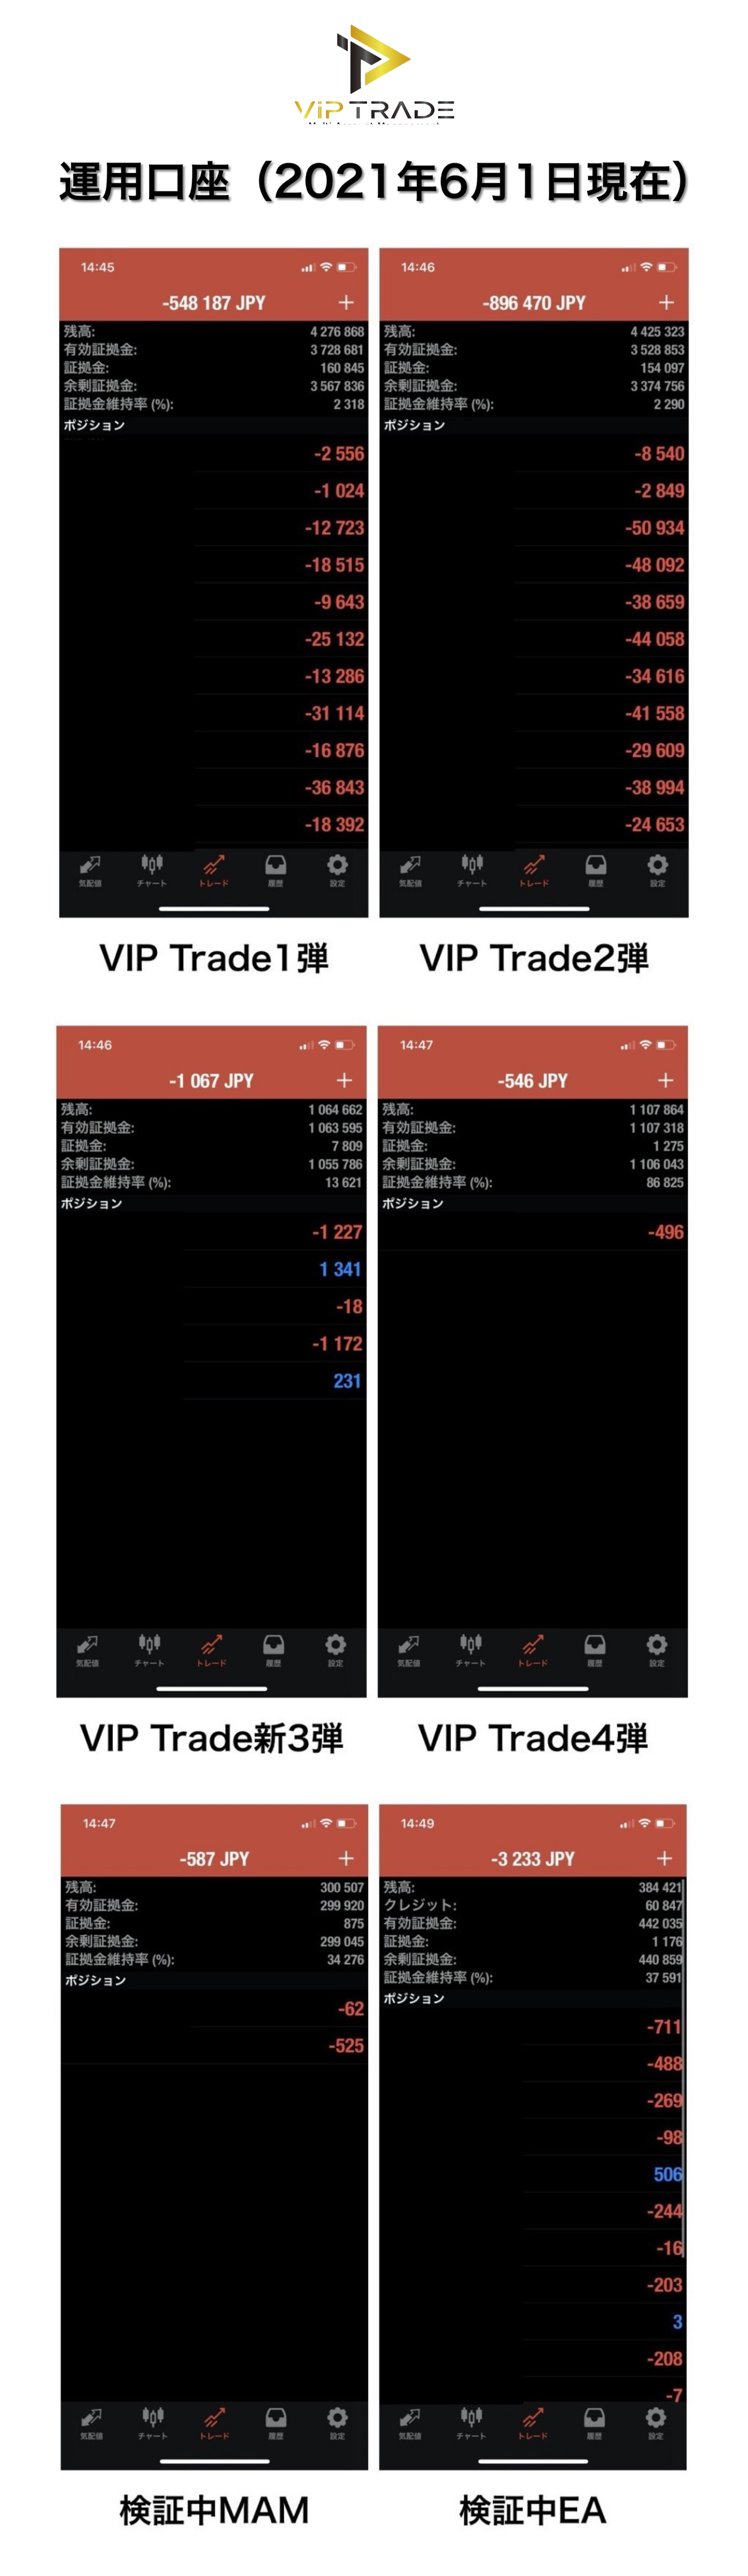 VIP TRADE
Multi Account Management
運用口座（2021年6月1日現在）
14:45
-548 187 JPY
+
残高: 4 276 868
有効証拠金: 3 728 681
証拠金: 160 845
余剰証拠金: 3 567 836
証拠金維持率 (%): 2 318
ポジション
-2 556
-1 024
-12 723
-18 515
-9 643
-25 132
-13 286
-31 114
-16 876
-36 843
-18 392
気配値 チャート トレード 履歴 設定
VIP Trade1弾
14:46
-896 470 JPY
+
残高: 4 425 323
有効証拠金: 3 528 853
証拠金: 154 097
余剰証拠金: 3 374 756
証拠金維持率 (%): 2 290
ポジション
-8 540
-2 849
-50 934
-48 092
-38 659
-44 058
-34 616
-41 558
-29 609
-38 994
-24 653
気配値 チャート トレード 履歴 設定
VIP Trade2弾
14:46
-1 067 JPY
+
残高: 1 064 662
有効証拠金: 1 063 595
証拠金: 7 809
余剰証拠金: 1 055 786
証拠金維持率 (%): 13 621
ポジション
-1 227
1 341
-18
-1 172
231
気配値 チャート トレード 履歴 設定
VIP Trade新3弾
14:47
-546 JPY
+
残高: 1 107 864
有効証拠金: 1 107 318
証拠金: 1 275
余剰証拠金: 1 106 043
証拠金維持率 (%): 86 825
ポジション
-496
気配値 チャート トレード 履歴 設定
VIP Trade4弾
14:47
-587 JPY
+
残高: 300 507
有効証拠金: 299 920
証拠金: 875
余剰証拠金: 299 045
証拠金維持率 (%): 34 276
ポジション
-62
-525
気配値 チャート トレード 履歴 設定
検証中MAM
14:49
-3 233 JPY
+
残高: 384 421
クレジット: 60 847
有効証拠金: 442 035
証拠金: 1 176
余剰証拠金: 440 859
証拠金維持率 (%): 37 591
ポジション
-711
-488
-269
-98
506
-244
-16
-203
3
-208
-7
気配値 チャート トレード 履歴 設定
検証中EA